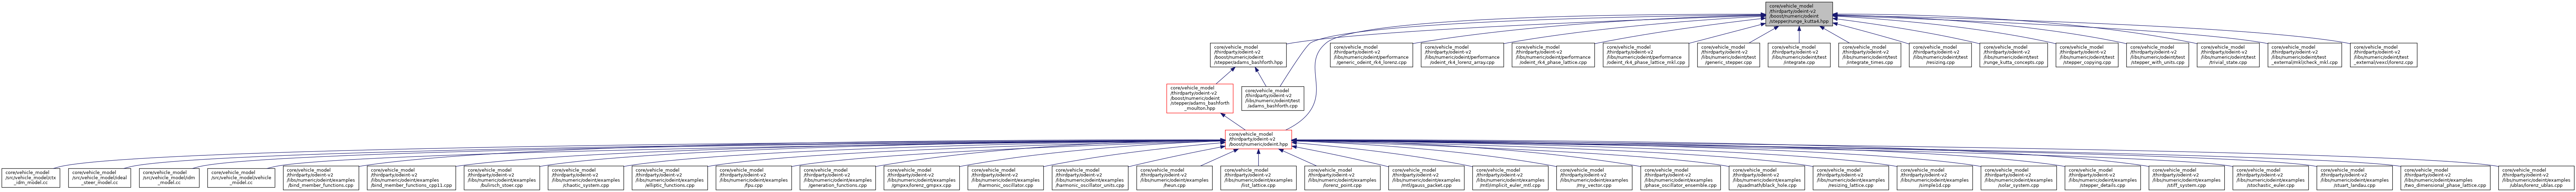 core/vehicle_model
/thirdparty/odeint-v2
/boost/numeric/odeint
/stepper/runge_kutta4.hpp
core/vehicle_model
/thirdparty/odeint-v2
/boost/numeric/odeint
/stepper/adams_bashforth.hpp
core/vehicle_model
/thirdparty/odeint-v2
/libs/numeric/odeint/performance
/generic_odeint_rk4_lorenz.cpp
core/vehicle_model
/thirdparty/odeint-v2
/libs/numeric/odeint/performance
/odeint_rk4_lorenz_array.cpp
core/vehicle_model
/thirdparty/odeint-v2
/libs/numeric/odeint/performance
/odeint_rk4_phase_lattice.cpp
core/vehicle_model
/thirdparty/odeint-v2
/libs/numeric/odeint/performance
/odeint_rk4_phase_lattice_mkl.cpp
core/vehicle_model
/thirdparty/odeint-v2
/libs/numeric/odeint/test
/generic_stepper.cpp
core/vehicle_model
/thirdparty/odeint-v2
/libs/numeric/odeint/test
/integrate.cpp
core/vehicle_model
/thirdparty/odeint-v2
/libs/numeric/odeint/test
/integrate_times.cpp
core/vehicle_model
/thirdparty/odeint-v2
/libs/numeric/odeint/test
/resizing.cpp
core/vehicle_model
/thirdparty/odeint-v2
/libs/numeric/odeint/test
/runge_kutta_concepts.cpp
core/vehicle_model
/thirdparty/odeint-v2
/libs/numeric/odeint/test
/stepper_copying.cpp
core/vehicle_model
/thirdparty/odeint-v2
/libs/numeric/odeint/test
/stepper_with_units.cpp
core/vehicle_model
/thirdparty/odeint-v2
/libs/numeric/odeint/test
/trivial_state.cpp
core/vehicle_model
/thirdparty/odeint-v2
/libs/numeric/odeint/test
_external/mkl/check_mkl.cpp
core/vehicle_model
/thirdparty/odeint-v2
/libs/numeric/odeint/test
_external/vexcl/lorenz.cpp
core/vehicle_model
/thirdparty/odeint-v2
/boost/numeric/odeint
/stepper/adams_bashforth
_moulton.hpp
core/vehicle_model
/thirdparty/odeint-v2
/libs/numeric/odeint/test
/adams_bashforth.cpp
core/vehicle_model
/thirdparty/odeint-v2
/boost/numeric/odeint.hpp
core/vehicle_model
/src/vehicle_model/cts
_idm_model.cc
core/vehicle_model
/src/vehicle_model/ideal
_steer_model.cc
core/vehicle_model
/src/vehicle_model/idm
_model.cc
core/vehicle_model
/src/vehicle_model/vehicle
_model.cc
core/vehicle_model
/thirdparty/odeint-v2
/libs/numeric/odeint/examples
/bind_member_functions.cpp
core/vehicle_model
/thirdparty/odeint-v2
/libs/numeric/odeint/examples
/bind_member_functions_cpp11.cpp
core/vehicle_model
/thirdparty/odeint-v2
/libs/numeric/odeint/examples
/bulirsch_stoer.cpp
core/vehicle_model
/thirdparty/odeint-v2
/libs/numeric/odeint/examples
/chaotic_system.cpp
core/vehicle_model
/thirdparty/odeint-v2
/libs/numeric/odeint/examples
/elliptic_functions.cpp
core/vehicle_model
/thirdparty/odeint-v2
/libs/numeric/odeint/examples
/fpu.cpp
core/vehicle_model
/thirdparty/odeint-v2
/libs/numeric/odeint/examples
/generation_functions.cpp
core/vehicle_model
/thirdparty/odeint-v2
/libs/numeric/odeint/examples
/gmpxx/lorenz_gmpxx.cpp
core/vehicle_model
/thirdparty/odeint-v2
/libs/numeric/odeint/examples
/harmonic_oscillator.cpp
core/vehicle_model
/thirdparty/odeint-v2
/libs/numeric/odeint/examples
/harmonic_oscillator_units.cpp
core/vehicle_model
/thirdparty/odeint-v2
/libs/numeric/odeint/examples
/heun.cpp
core/vehicle_model
/thirdparty/odeint-v2
/libs/numeric/odeint/examples
/list_lattice.cpp
core/vehicle_model
/thirdparty/odeint-v2
/libs/numeric/odeint/examples
/lorenz_point.cpp
core/vehicle_model
/thirdparty/odeint-v2
/libs/numeric/odeint/examples
/mtl/gauss_packet.cpp
core/vehicle_model
/thirdparty/odeint-v2
/libs/numeric/odeint/examples
/mtl/implicit_euler_mtl.cpp
core/vehicle_model
/thirdparty/odeint-v2
/libs/numeric/odeint/examples
/my_vector.cpp
core/vehicle_model
/thirdparty/odeint-v2
/libs/numeric/odeint/examples
/phase_oscillator_ensemble.cpp
core/vehicle_model
/thirdparty/odeint-v2
/libs/numeric/odeint/examples
/quadmath/black_hole.cpp
core/vehicle_model
/thirdparty/odeint-v2
/libs/numeric/odeint/examples
/resizing_lattice.cpp
core/vehicle_model
/thirdparty/odeint-v2
/libs/numeric/odeint/examples
/simple1d.cpp
core/vehicle_model
/thirdparty/odeint-v2
/libs/numeric/odeint/examples
/solar_system.cpp
core/vehicle_model
/thirdparty/odeint-v2
/libs/numeric/odeint/examples
/stepper_details.cpp
core/vehicle_model
/thirdparty/odeint-v2
/libs/numeric/odeint/examples
/stiff_system.cpp
core/vehicle_model
/thirdparty/odeint-v2
/libs/numeric/odeint/examples
/stochastic_euler.cpp
core/vehicle_model
/thirdparty/odeint-v2
/libs/numeric/odeint/examples
/stuart_landau.cpp
core/vehicle_model
/thirdparty/odeint-v2
/libs/numeric/odeint/examples
/two_dimensional_phase_lattice.cpp
core/vehicle_model
/thirdparty/odeint-v2
/libs/numeric/odeint/examples
/ublas/lorenz_ublas.cpp